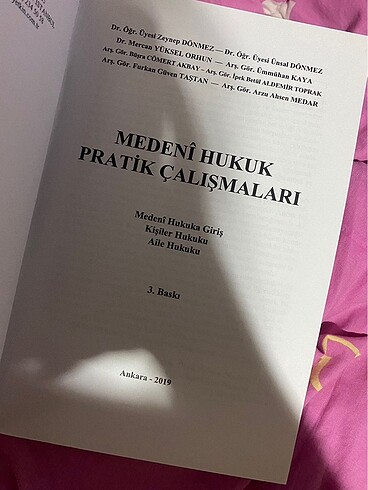 Dr. Öğr. Üyesi Zeynep DÖNMEZ — Dr. Öğr. Üyesi Ünsal DÖNMEZ
Dr. Mercan YÜKSEL ORHUN — Arş. Gör. Ümmühan KAYA
Arş. Gör. Büşra CÖMERT AKBAY – Arş. Gör. İpek Betül ALDEMİR TOPRAK
Arş. Gör. Furkan Güven TAŞTAN — Arş. Gör. Arzu Ahsen MEDAR
MEDENÎ HUKUK
PRATİK ÇALIŞMALARI
Medenî Hukuka Giriş
Kişiler Hukuku
Aile Hukuku
3. Baskı
Ankara - 2019